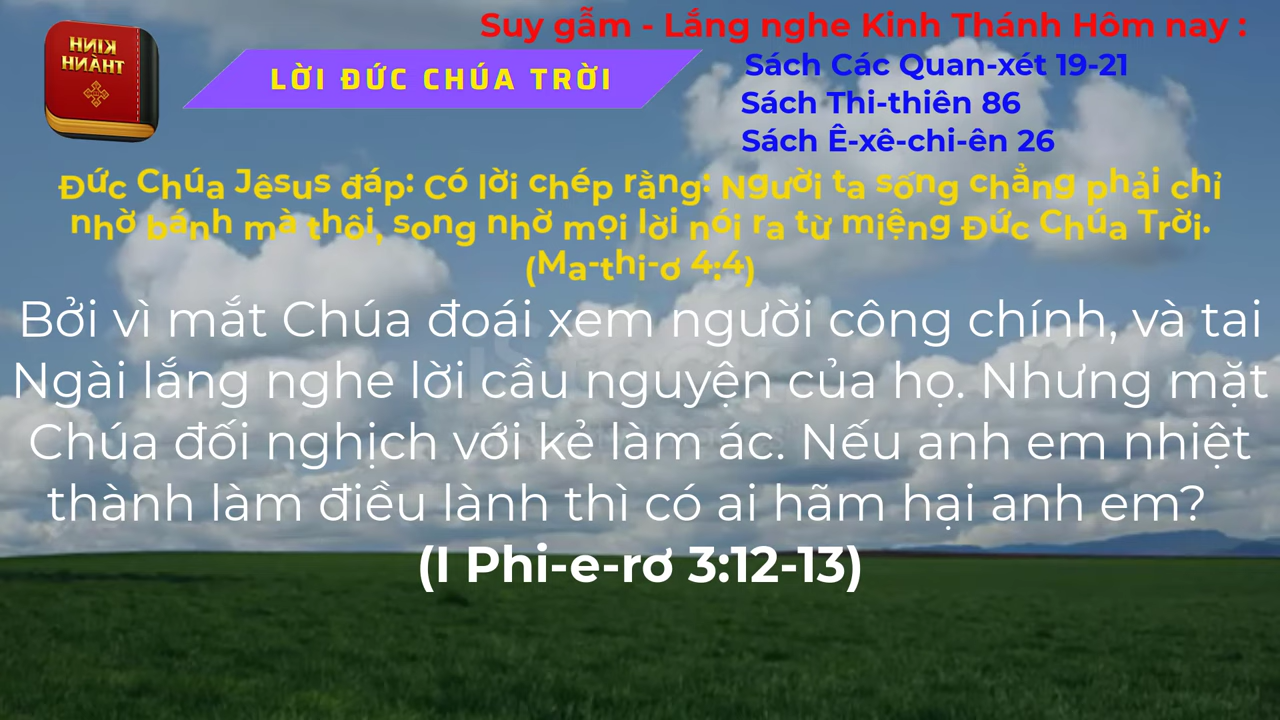 Suy gẫm - Lắng nghe Kinh Thánh Hôm nay :
KINH
THÀNH
LỜI ĐỨC CHÚA TRỜI
Sách Các Quan-xét 19-21
Sách Thi-thiên 86
Sách Ê-xê-chi-ên 26
Đức Chúa Jêsus đáp: Có lời chép rằng: Người ta sống chẳng phải chỉ
nhờ bánh mà thôi, song nhờ mọi lời nói ra từ miệng Đức Chúa Trời.
(Ma-thi-ơ 4:4)
Bởi vì mắt Chúa đoái xem người công chính, và tai
Ngài lắng nghe lời cầu nguyện của họ. Nhưng mặt
Chúa đối nghịch với kẻ làm ác. Nếu anh em nhiệt
thành làm điều lành thì có ai hãm hại anh em?
(I Phi-e-rơ 3:12-13)